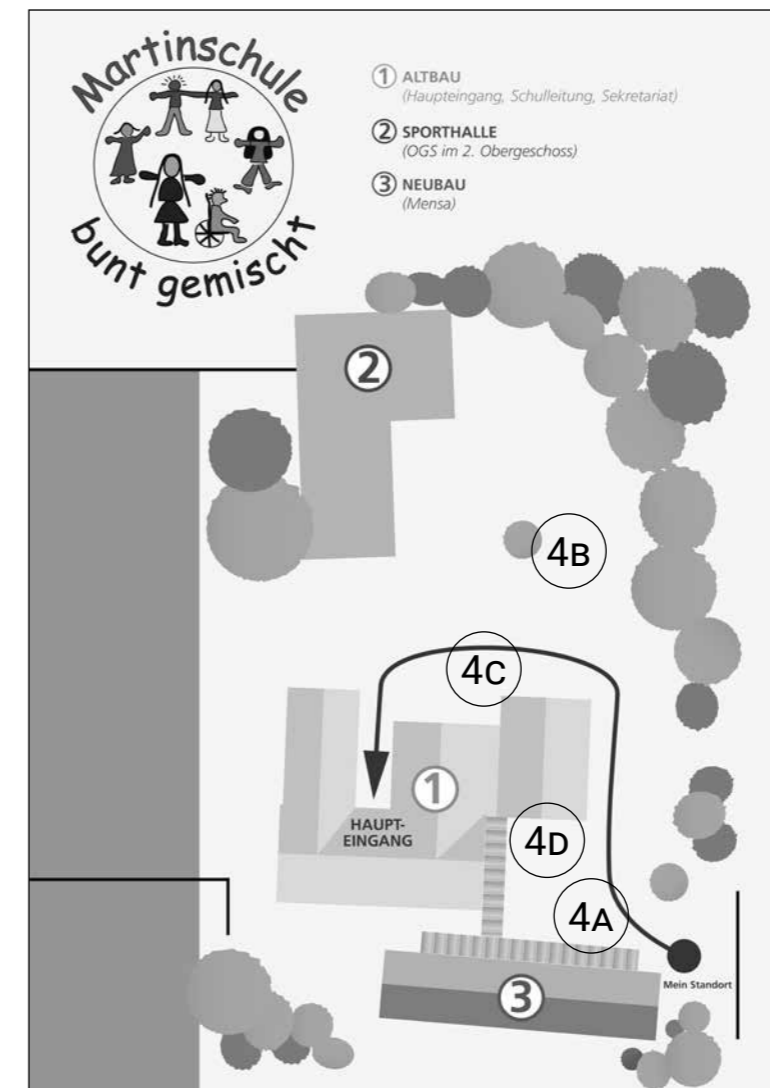 Martinschule
bunt gemischt
1 ALTBAU
(Haupteingang, Schulleitung, Sekretariat)
2 SPORTHALLE
(OGS im 2. Obergeschoss)
3 NEUBAU
(Mensa)
2
4B
4C
1
HAUPT-
EINGANG
4D
4A
Mein Standort
3